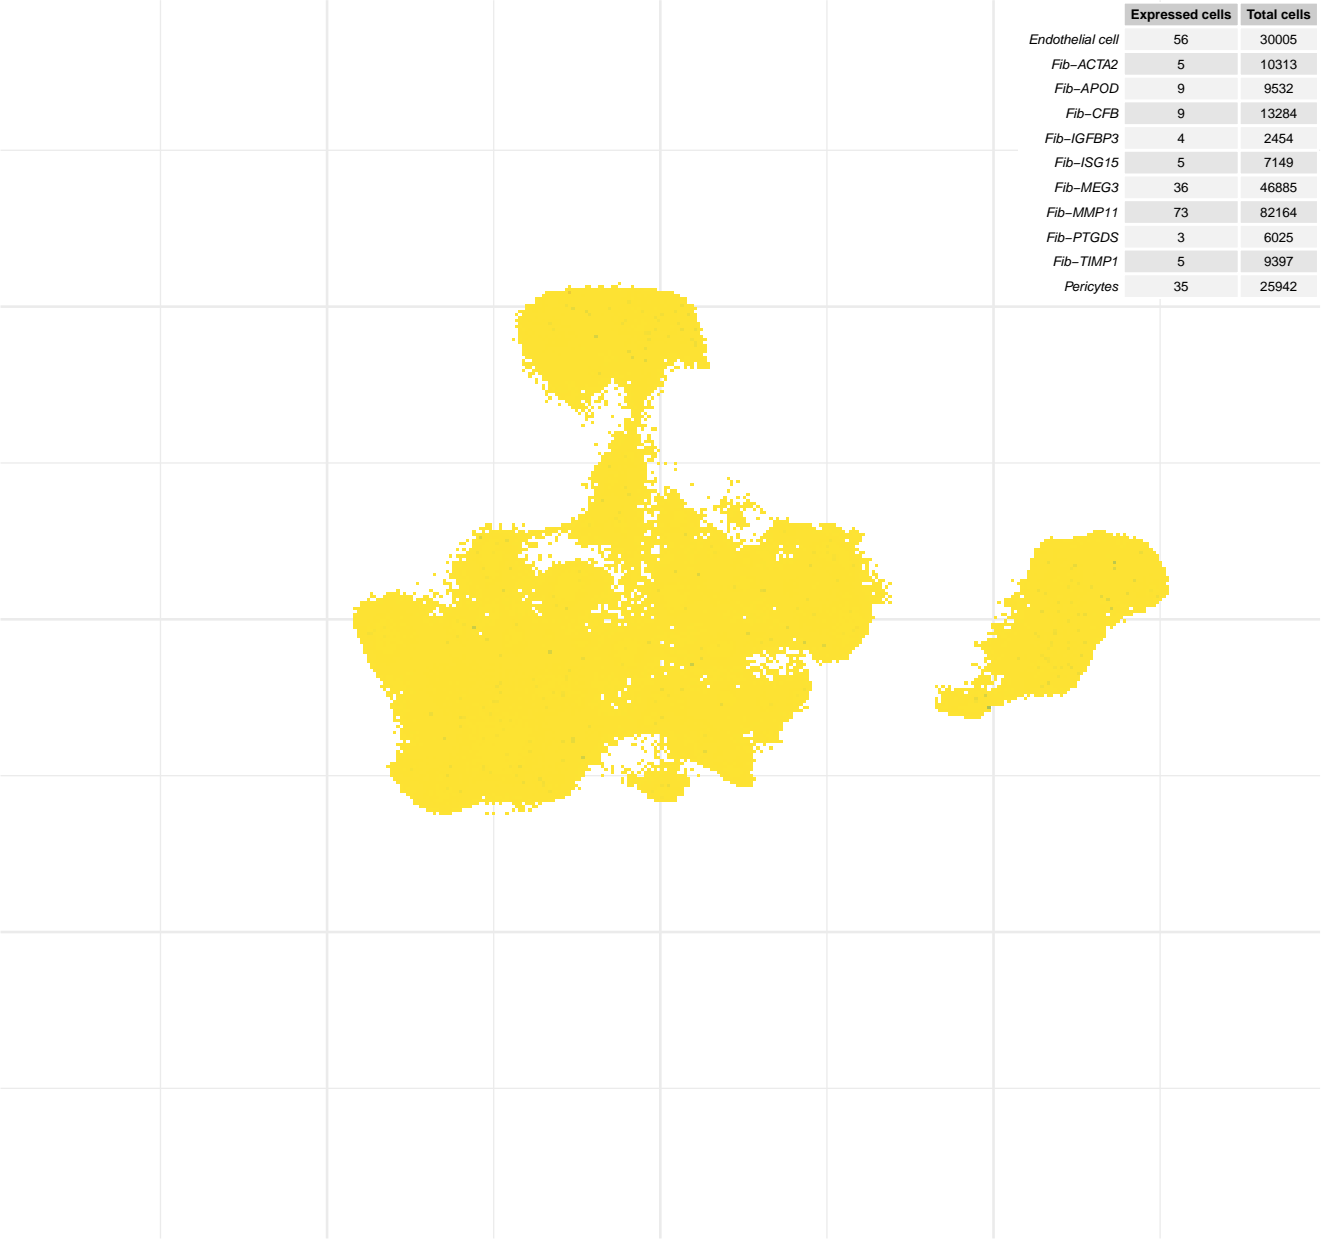 Expressed cells Total cells
Endothelial cell 56 30005
Fib−ACTA2 5 10313
Fib−APOD 9 9532
Fib−CFB 9 13284
Fib−IGFBP3 4 2454
Fib−ISG15 5 7149
Fib−MEG3 36 46885
Fib−MMP11 73 82164
Fib−PTGDS 3 6025
Fib−TIMP1 5 9397
Pericytes 35 25942